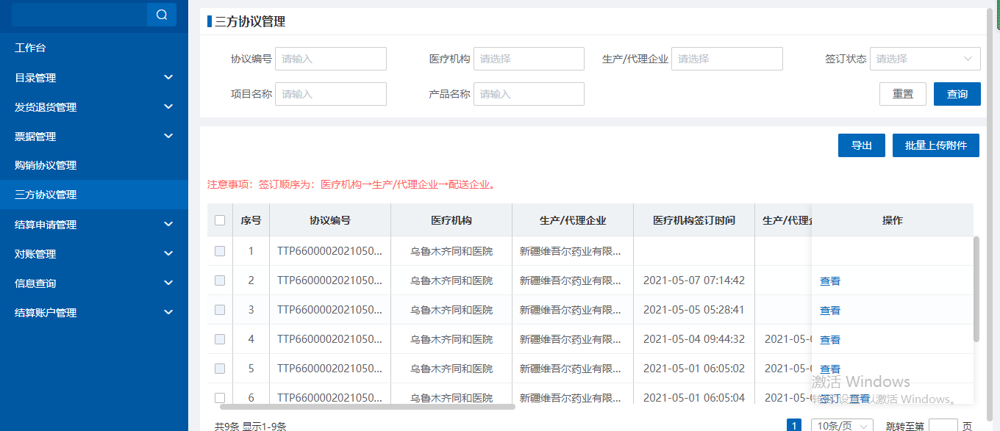 工作台
目录管理
发货退货管理
票据管理
购销协议管理
三方协议管理
结算申请管理
对账管理
信息查询
结算账户管理
三方协议管理
协议编号 请输入 医疗机构 请选择 生产/代理企业 请选择 签订状态 请选择
项目名称 请输入 产品名称 请输入 重置 查询
导出 批量上传附件
注意事项：签订顺序为：医疗机构→生产/代理企业→配送企业。
序号 协议编号 医疗机构 生产/代理企业 医疗机构签订时间 生产/代理企 操作
1 TTP6600002021050... 乌鲁木齐同和医院 新疆维吾尔药业有限...
2 TTP6600002021050... 乌鲁木齐同和医院 新疆维吾尔药业有限... 2021-05-07 07:14:42 查看
3 TTP6600002021050... 乌鲁木齐同和医院 新疆维吾尔药业有限... 2021-05-05 05:28:41 查看
4 TTP6600002021050... 乌鲁木齐同和医院 新疆维吾尔药业有限... 2021-05-04 09:44:32 2021-05-0 查看
5 TTP6600002021050... 乌鲁木齐同和医院 新疆维吾尔药业有限... 2021-05-01 06:05:02 2021-05-0 查看
激活 Windows
6 TTP6600002021050... 乌鲁木齐同和医院 新疆维吾尔药业有限... 2021-05-01 06:05:04 2021-05-0 签订 查看
转到"设置"以激活 Windows。
共9条 显示1-9条 1 10条/页 跳转至第 页